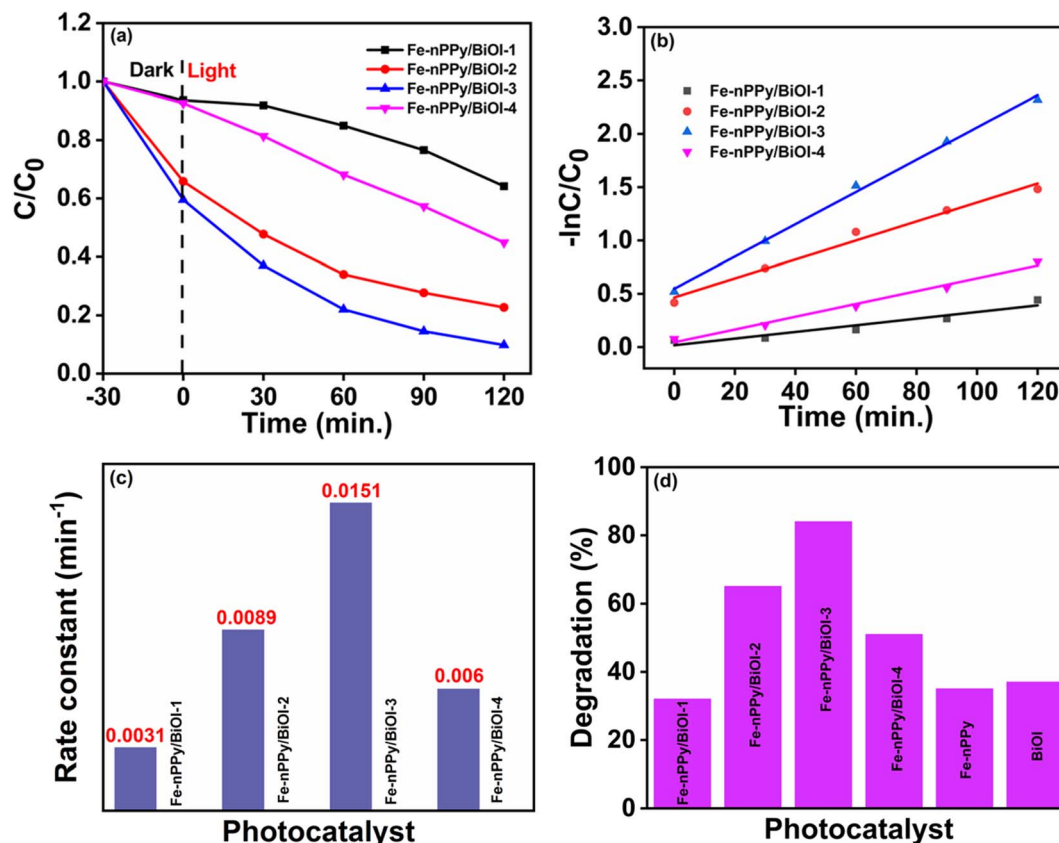 (a)
Dark
Light
Fe-nPPy/BiOI-1
Fe-nPPy/BiOI-2
Fe-nPPy/BiOI-3
Fe-nPPy/BiOI-4
1.2
1.0
0.8
0.6
0.4
0.2
0.0
C/C0
-30
0
30
60
90
120
Time (min.)
(b)
Fe-nPPy/BiOI-1
Fe-nPPy/BiOI-2
Fe-nPPy/BiOI-3
Fe-nPPy/BiOI-4
3.0
2.5
2.0
1.5
1.0
0.5
0.0
-lnC/C0
0
20
40
60
80
100
120
Time (min.)
(c)
Rate constant (min-1)
0.0031
0.0089
0.0151
0.006
Fe-nPPy/BiOI-1
Fe-nPPy/BiOI-2
Fe-nPPy/BiOI-3
Fe-nPPy/BiOI-4
Photocatalyst
(d)
Degradation (%)
100
80
60
40
20
0
Fe-nPPy/BiOI-1
Fe-nPPy/BiOI-2
Fe-nPPy/BiOI-3
Fe-nPPy/BiOI-4
Fe-nPPy
BiOI
Photocatalyst